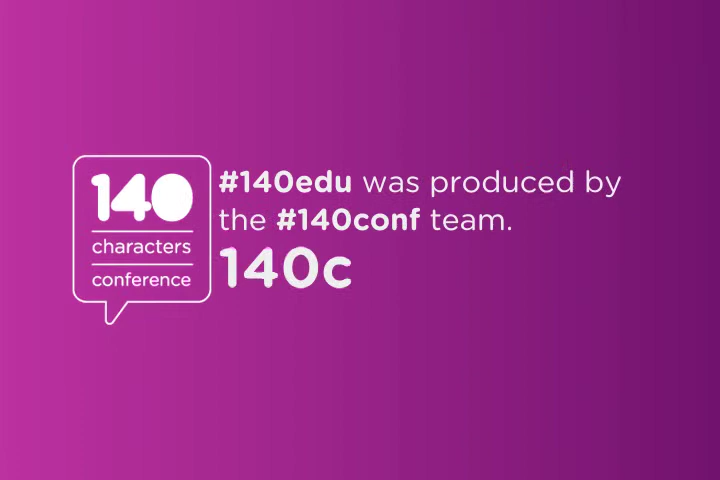 140
characters
conference
#140edu was produced by
the #140conf team.
140c